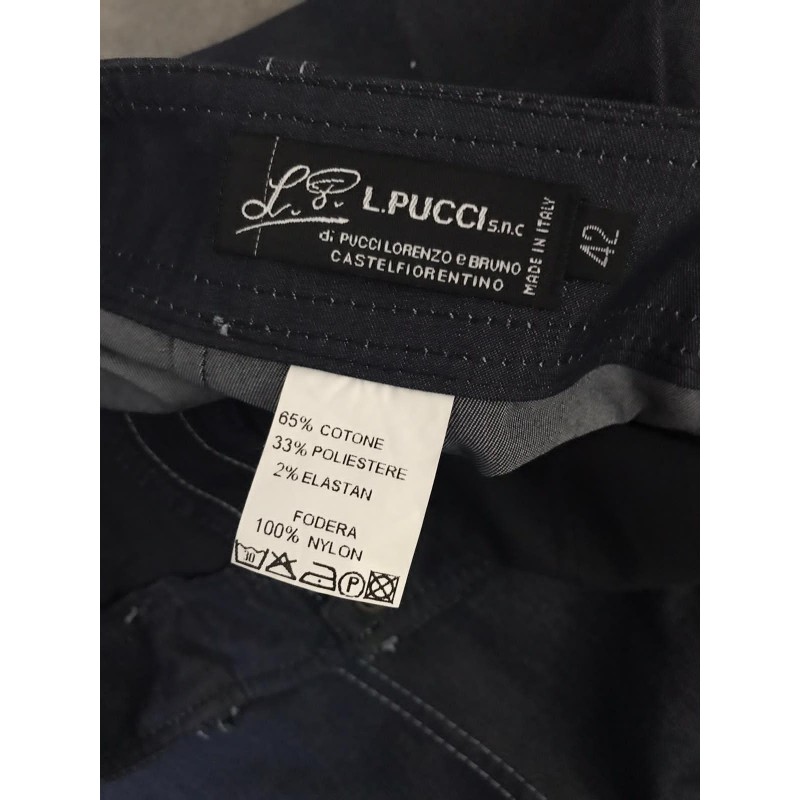 L.P. L.PUCCI s.n.c
di PUCCI LORENZO e BRUNO
CASTELFIORENTINO
MADE IN ITALY
42
65% COTONE
33% POLIESTERE
2% ELASTAN
FODERA
100% NYLON
30
P